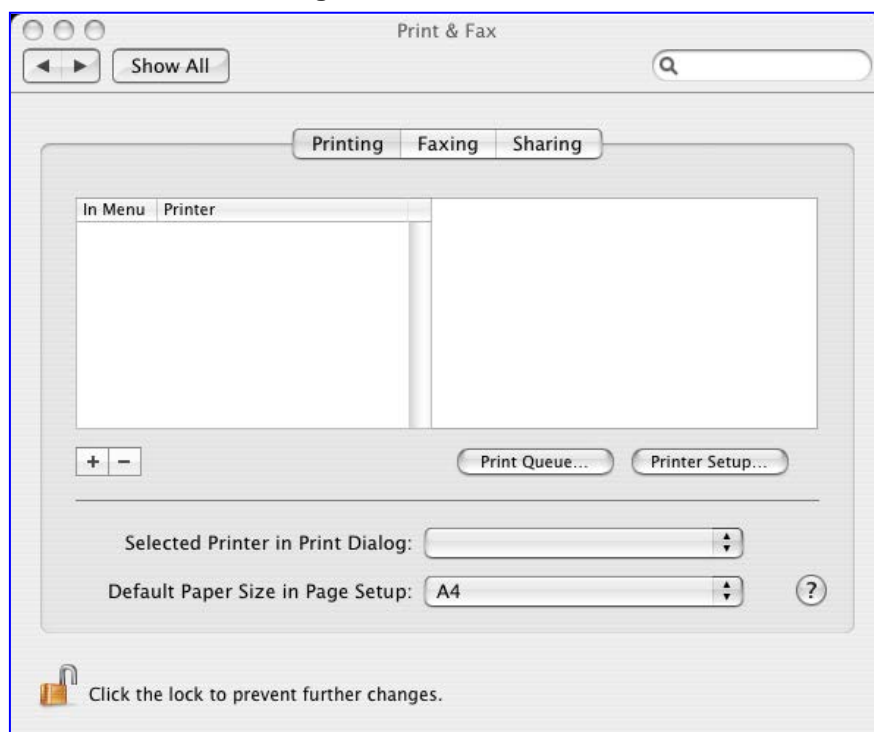 Print & Fax
Show All
Printing Faxing Sharing
In Menu Printer
+ −
Print Queue... Printer Setup...
Selected Printer in Print Dialog:
Default Paper Size in Page Setup: A4 ?
Click the lock to prevent further changes.